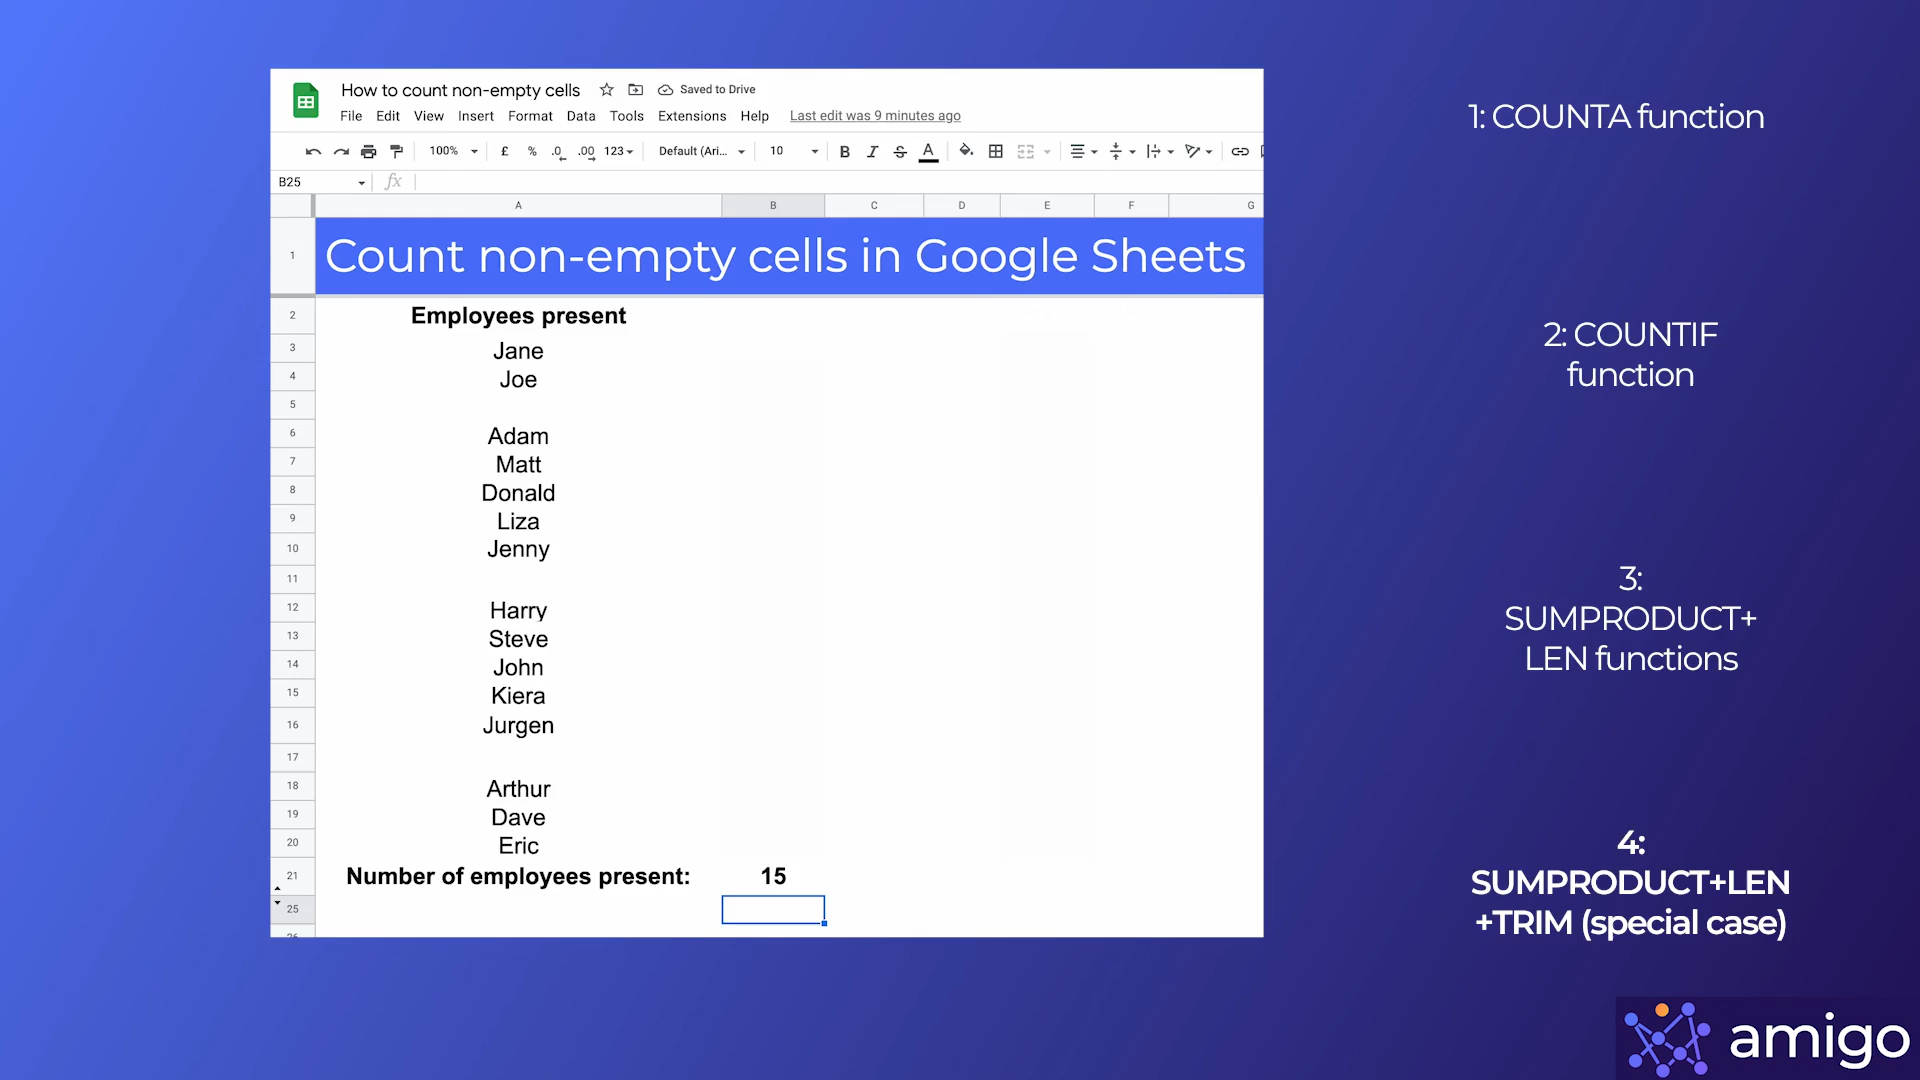 How to count non-empty cells
Saved to Drive
File Edit View Insert Format Data Tools Extensions Help Last edit was 9 minutes ago
100% £ % .0 .00 123 Default (Ari... 10 B I S A
B25 fx
A B C D E F G
1 Count non-empty cells in Google Sheets
2 Employees present
3 Jane
4 Joe
5
6 Adam
7 Matt
8 Donald
9 Liza
10 Jenny
11
12 Harry
13 Steve
14 John
15 Kiera
16 Jurgen
17
18 Arthur
19 Dave
20 Eric
21 Number of employees present: 15
25
26
1: COUNTA function
2: COUNTIF
function
3:
SUMPRODUCT+
LEN functions
4:
SUMPRODUCT+LEN
+TRIM (special case)
amigo